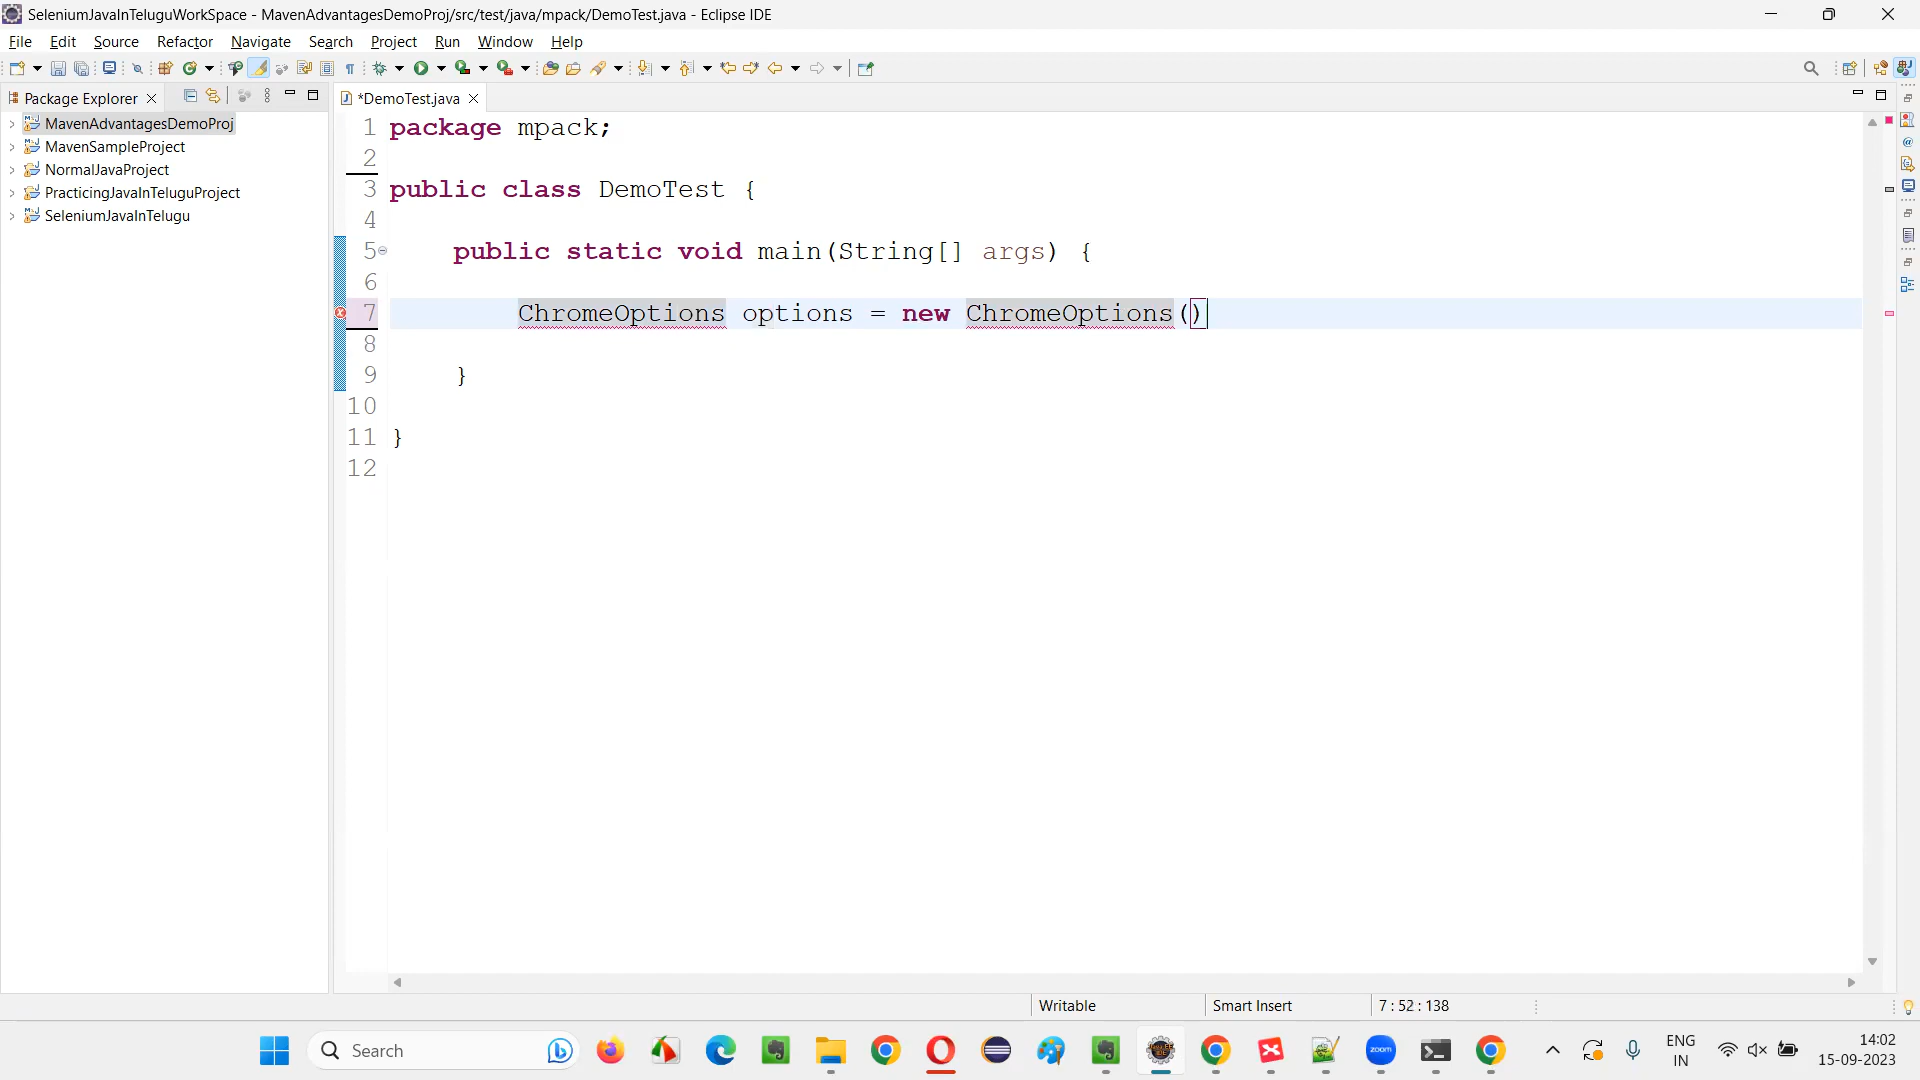 SeleniumJavaInTeluguWorkSpace - MavenAdvantagesDemoProj/src/test/java/mpack/DemoTest.java - Eclipse IDE
File Edit Source Refactor Navigate Search Project Run Window Help
Package Explorer
*DemoTest.java
MavenAdvantagesDemoProj
MavenSampleProject
NormalJavaProject
PracticingJavaInTeluguProject
SeleniumJavaInTelugu
1 package mpack;
2
3 public class DemoTest {
4
5 public static void main(String[] args) {
6
7 ChromeOptions options = new ChromeOptions()
8
9 }
10
11 }
12
Writable Smart Insert 7 : 52 : 138
Search
zoom
ENG
IN
14:02
15-09-2023